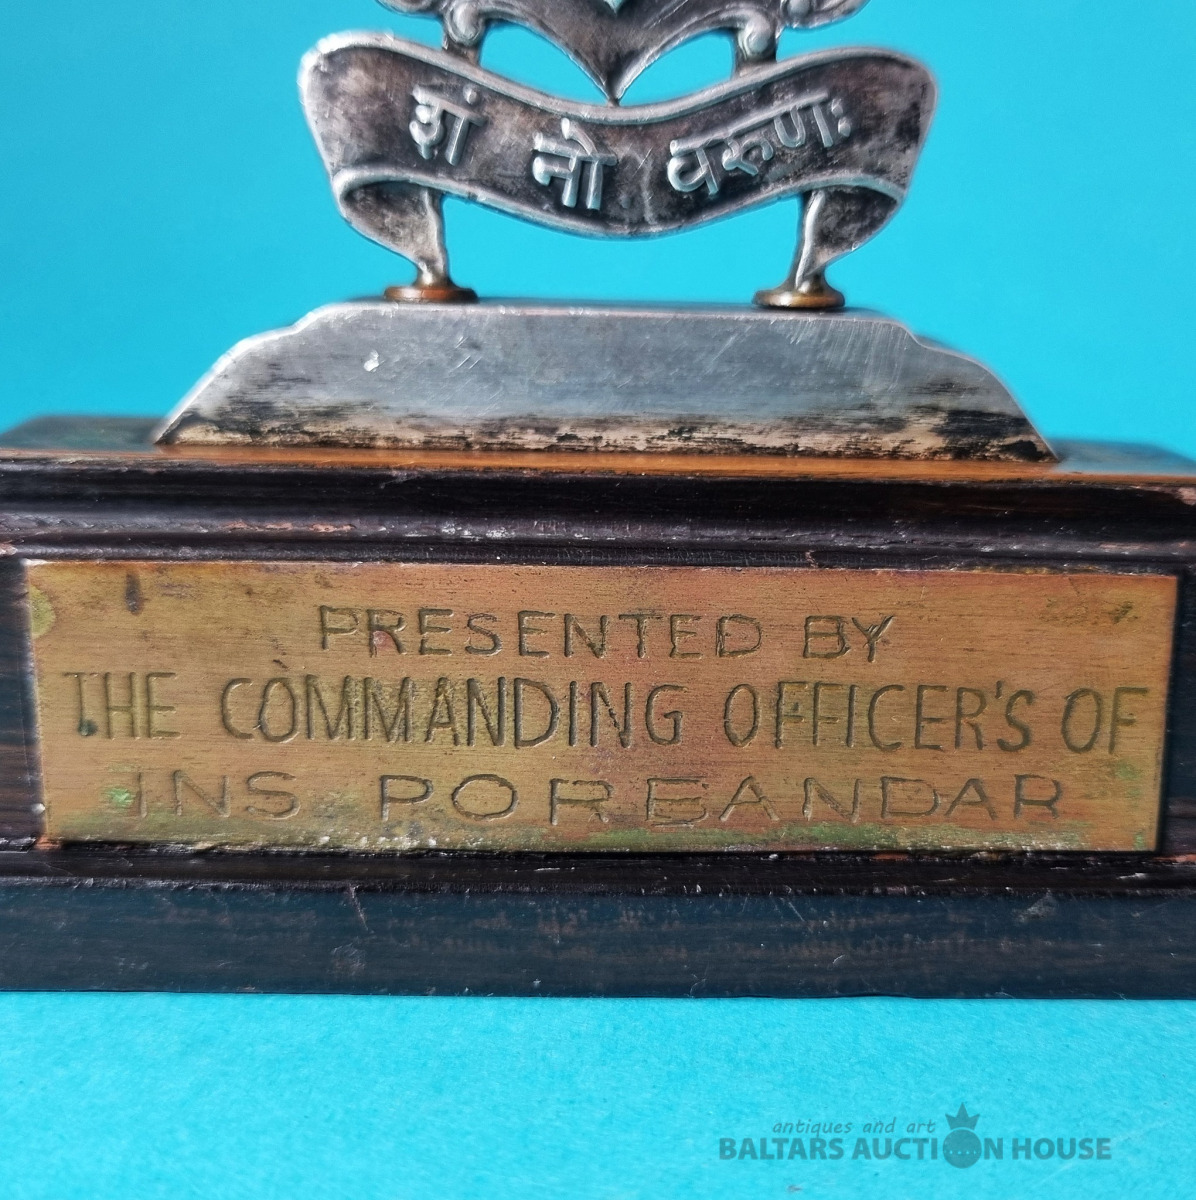 शं नो वरुणः
PRESENTED BY
THE COMMANDING OFFICER'S OF
INS PORBANDAR
antiques and art
BALTARS AUCTION HOUSE